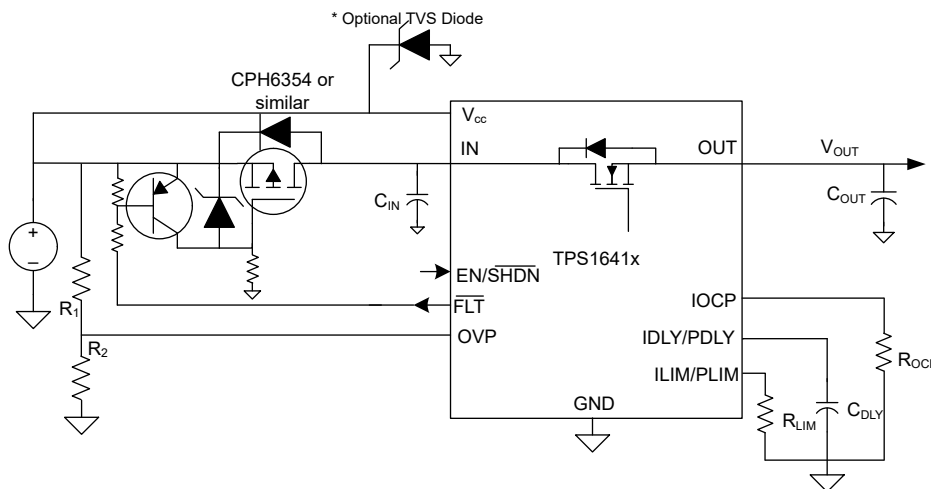 * Optional TVS Diode
CPH6354 or
similar
Vcc
IN
OUT
VOUT
CIN
COUT
+
−
TPS1641x
EN/SHDN
IOCP
R1
FLT
OVP
IDLY/PDLY
R2
ROCP
ILIM/PLIM
GND
RLIM
CDLY